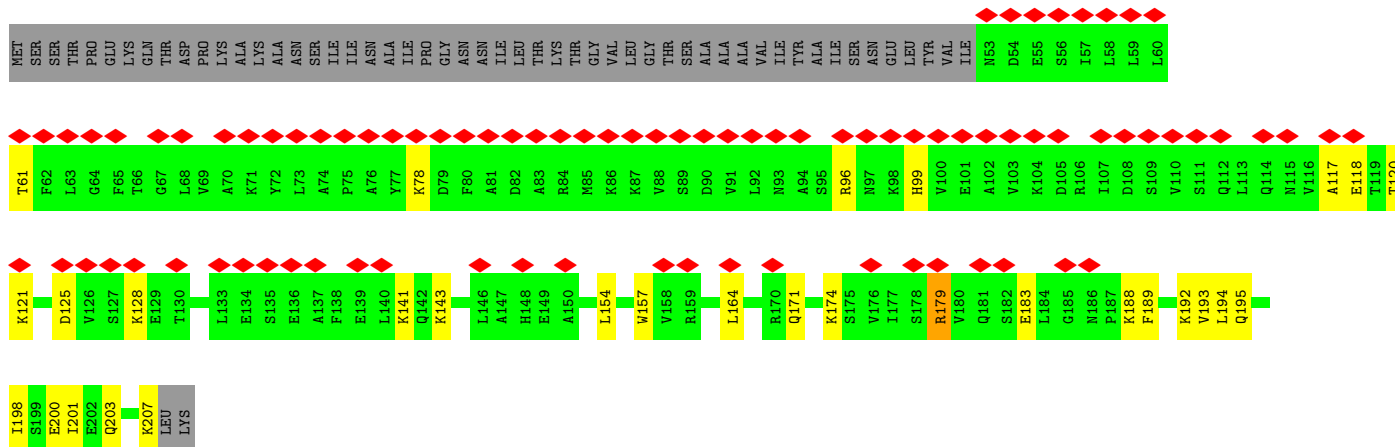 MET SER SER THR PRO GLU LYS GLN THR ASP PRO LYS ALA LYS ALA ASN SER ILE ILE ASN ALA ILE PRO GLY ASN ASN ILE LEU THR LYS THR GLY VAL LEU GLY THR SER ALA ALA ALA VAL ILE TYR ALA ILE SER ASN GLU LEU TYR VAL ILE N53 D54 E55 S56 I57 L58 L59 L60
T61 F62 L63 G64 F65 T66 G67 L68 V69 A70 K71 Y72 L73 A74 P75 A76 Y77 K78 D79 F80 A81 D82 A83 R84 M85 K86 K87 V88 S89 D90 V91 L92 N93 A94 S95 R96 N97 K98 H99 V100 E101 A102 V103 K104 D105 R106 I107 D108 S109 V110 S111 Q112 L113 Q114 N115 V116 A117 E118 T119 T120
K121 D125 V126 S127 K128 E129 T130 L133 E134 S135 E136 A137 F138 E139 L140 K141 Q142 K143 L146 A147 H148 E149 A150 L154 W157 V158 R159 L164 R170 Q171 K174 S175 V176 I177 S178 R179 V180 Q181 S182 E183 L184 G185 N186 P187 K188 F189 K192 V193 L194 Q195
I198 S199 E200 I201 E202 Q203 K207 LEU LYS